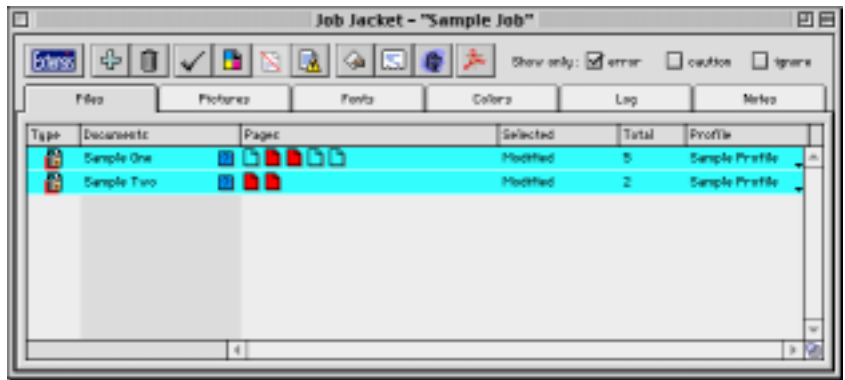 Job Jacket - "Sample Job"
Extensis Show only: error caution ignore
Files Pictures Fonts Colors Log Notes
Type Documents Pages Selected Total Profile
Sample One Modified 5 Sample Profile
Sample Two Modified 2 Sample Profile